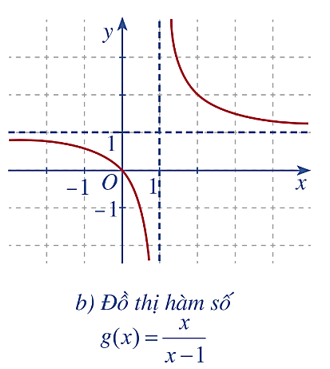 y
1
−1 O 1 x
−1
b) Đồ thị hàm số
g(x) = x/(x−1)